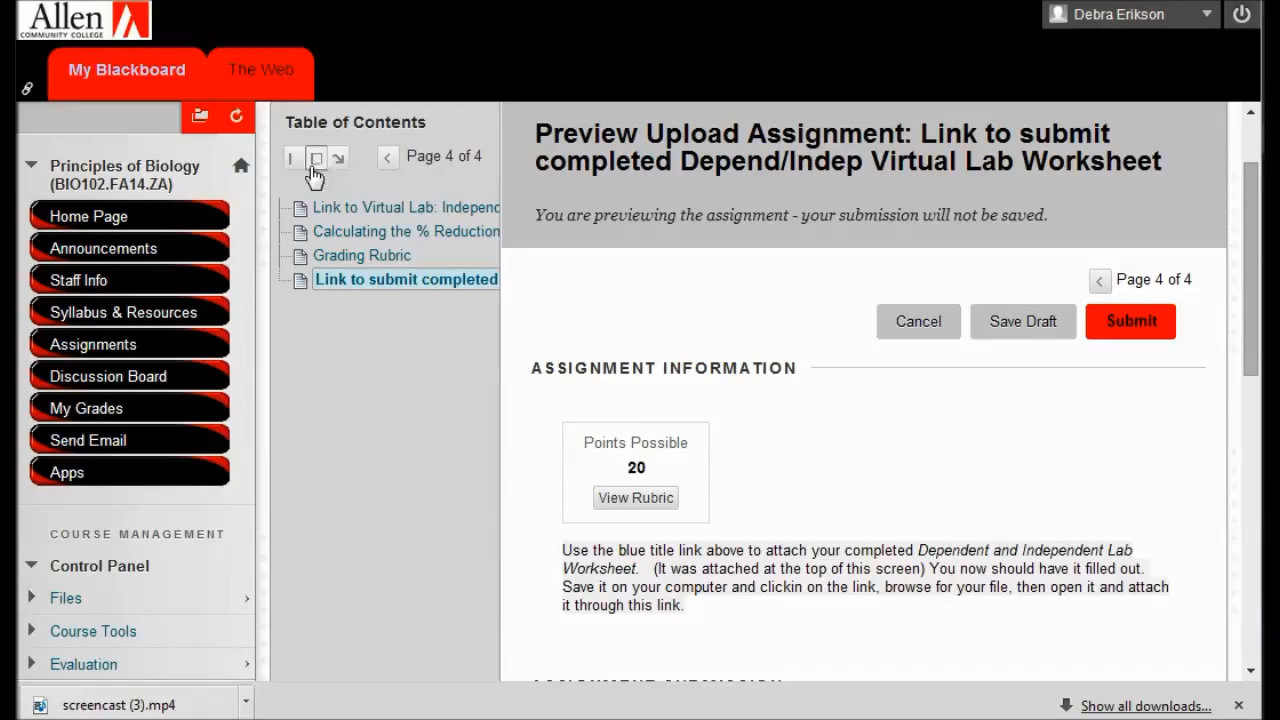 Allen
COMMUNITY COLLEGE
Debra Erikson
My Blackboard
The Web
Principles of Biology
(BIO102.FA14.ZA)
Home Page
Announcements
Staff Info
Syllabus & Resources
Assignments
Discussion Board
My Grades
Send Email
Apps
COURSE MANAGEMENT
Control Panel
Files
Course Tools
Evaluation
Table of Contents
Page 4 of 4
Link to Virtual Lab: Independ
Calculating the % Reduction
Grading Rubric
Link to submit completed
Preview Upload Assignment: Link to submit
completed Depend/Indep Virtual Lab Worksheet
You are previewing the assignment - your submission will not be saved.
Page 4 of 4
Cancel
Save Draft
Submit
ASSIGNMENT INFORMATION
Points Possible
20
View Rubric
Use the blue title link above to attach your completed Dependent and Independent Lab
Worksheet. (It was attached at the top of this screen) You now should have it filled out.
Save it on your computer and clickin on the link, browse for your file, then open it and attach
it through this link.
screencast (3).mp4
Show all downloads...